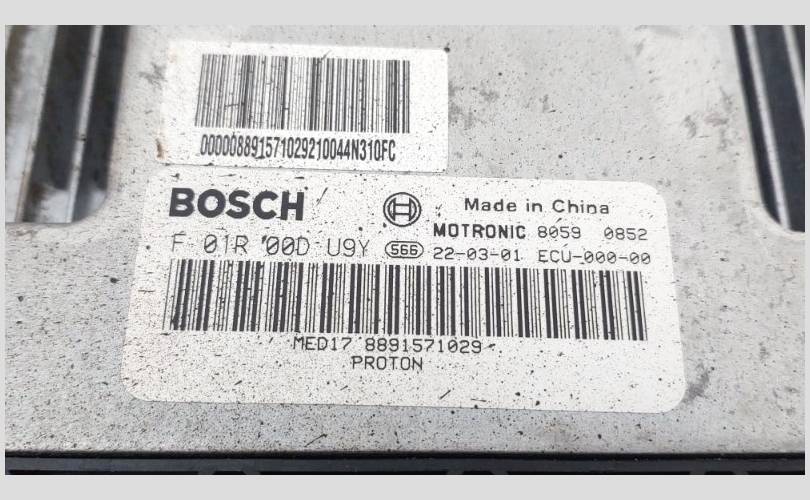 000008891571029210044N310FC
BOSCH
Made in China
MOTRONIC 8059 0852
F 01R 00D U9Y 566 22-03-01 ECU-000-00
MED17 8891571029
PROTON